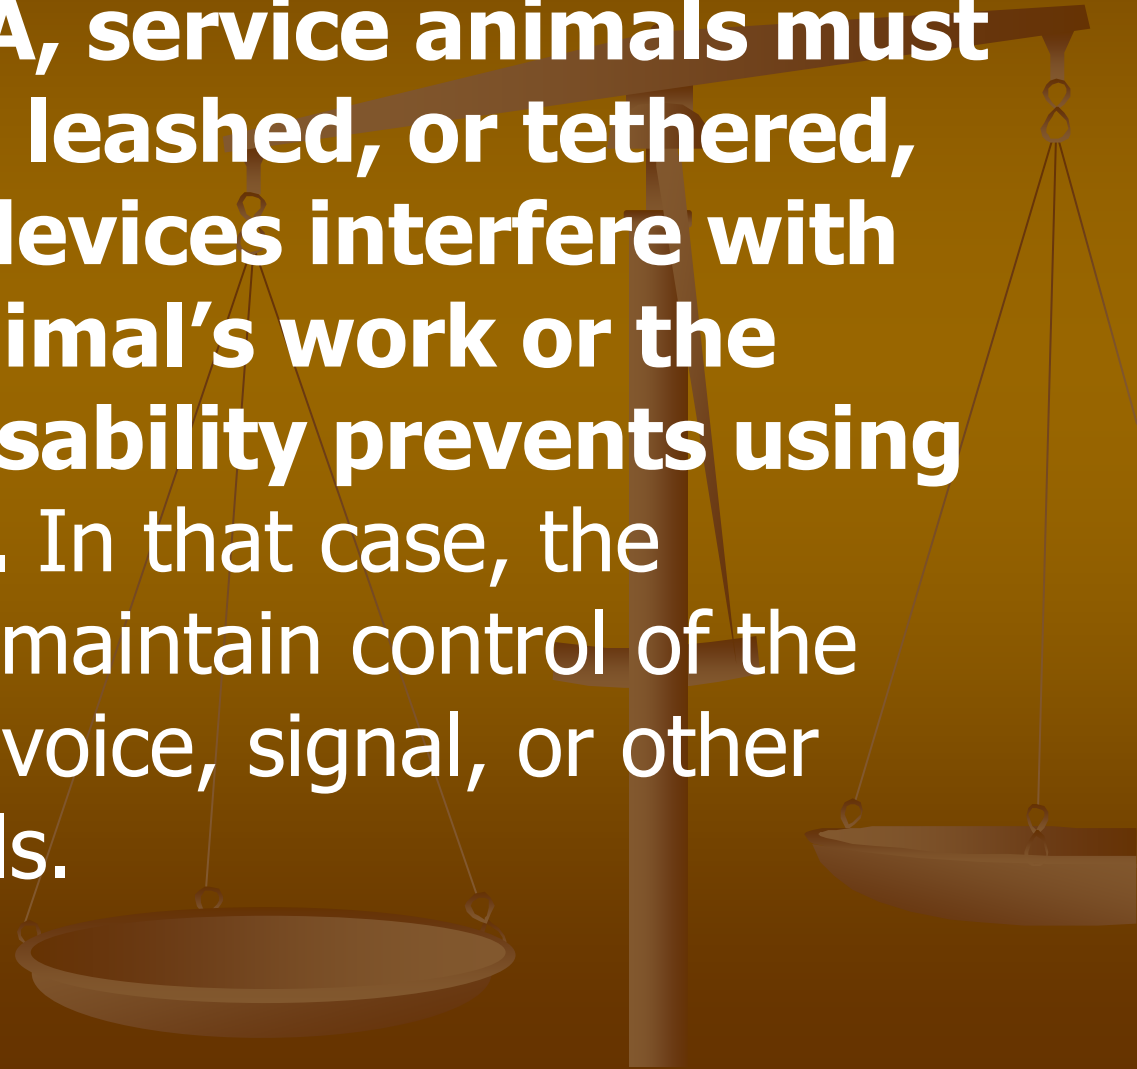 A, service animals must
leashed, or tethered,
devices interfere with
imal’s work or the
sability prevents using
. In that case, the
maintain control of the
voice, signal, or other
ls.